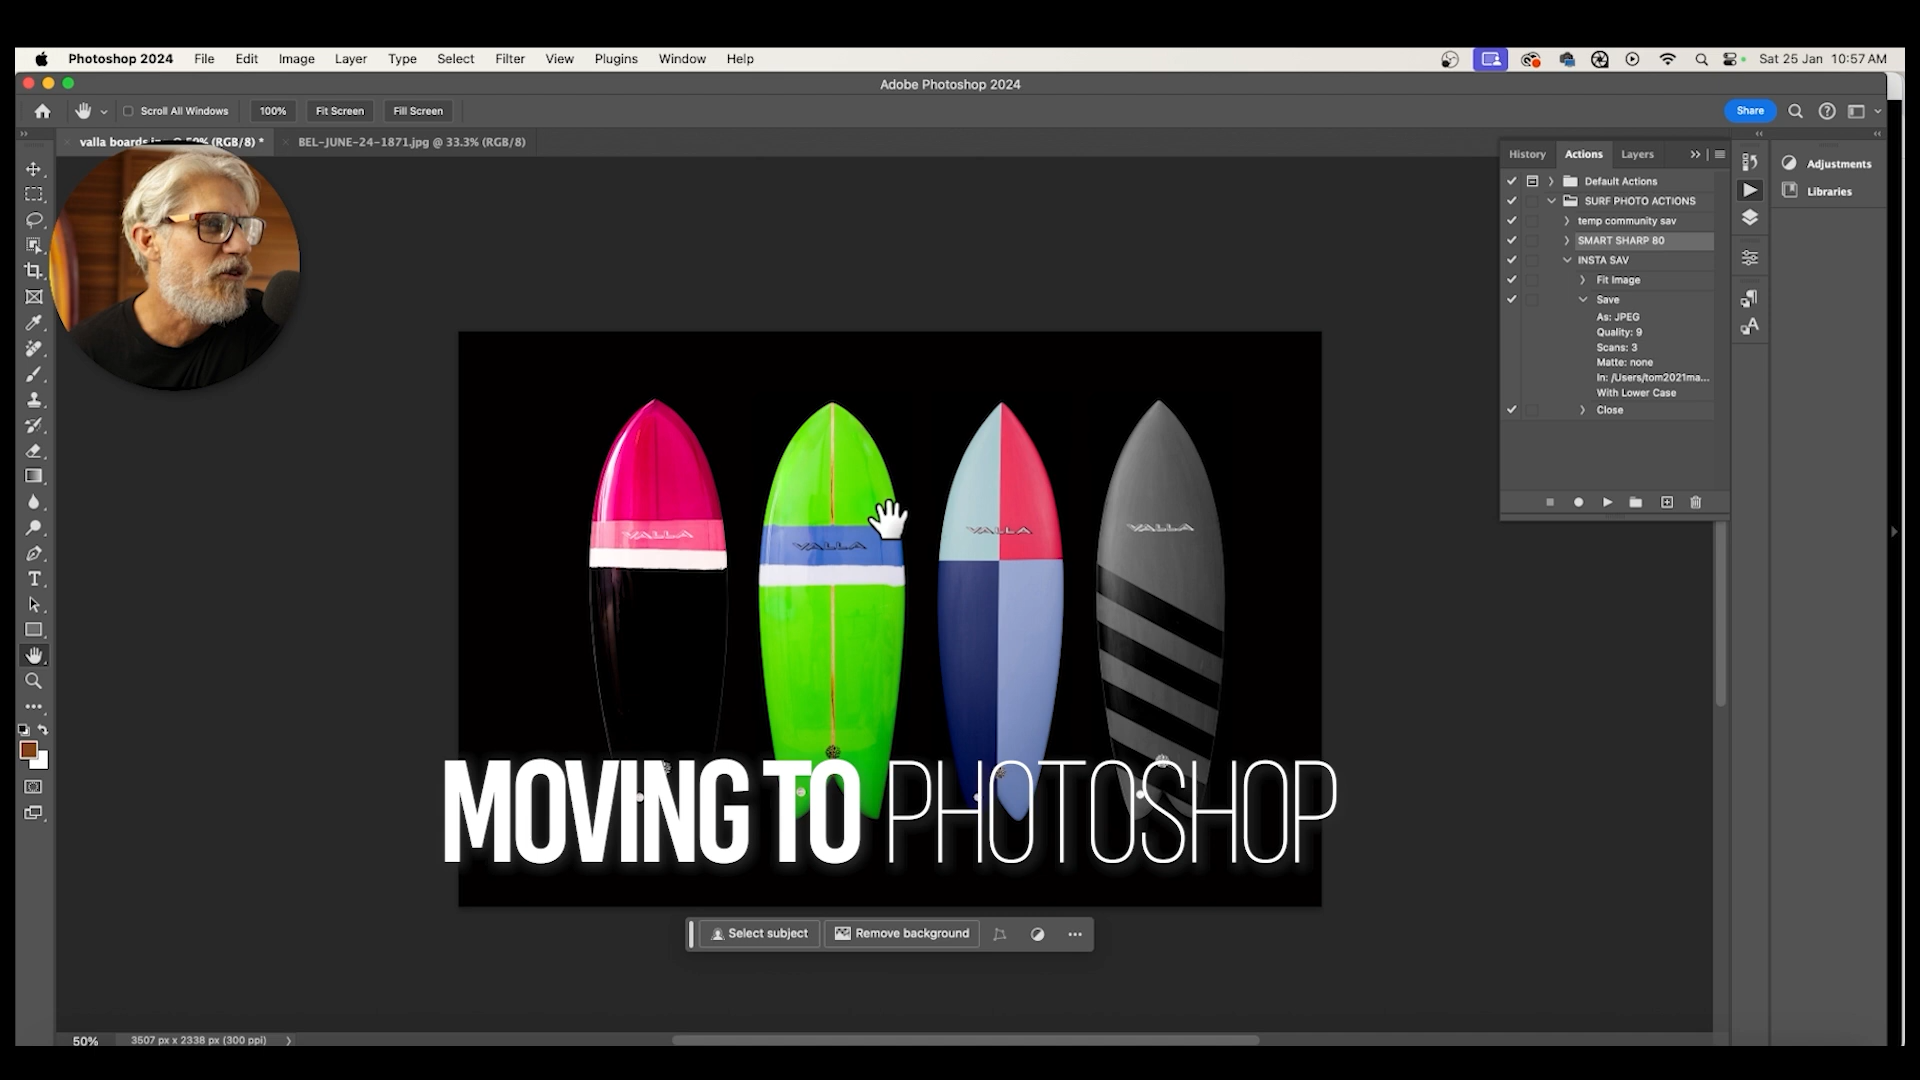 Photoshop 2024 File Edit Image Layer Type Select Filter View Plugins Window Help Sat 25 Jan 10:57 AM
Adobe Photoshop 2024
Scroll All Windows 100% Fit Screen Fill Screen Share
valla boards @ 50% (RGB/8) * BEL-JUNE-24-1871.jpg @ 33.3% (RGB/8)
History Actions Layers
Adjustments
Libraries
Default Actions
SURF PHOTO ACTIONS
temp community sav
SMART SHARP 80
INSTA SAV
Fit Image
Save
As: JPEG
Quality: 9
Scans: 3
Matte: none
In: /Users/tom2021ma...
With Lower Case
Close
VALLA VALLA VALLA VALLA
MOVING TO PHOTOSHOP
Select subject Remove background
50% 3507 px x 2338 px (300 ppi)